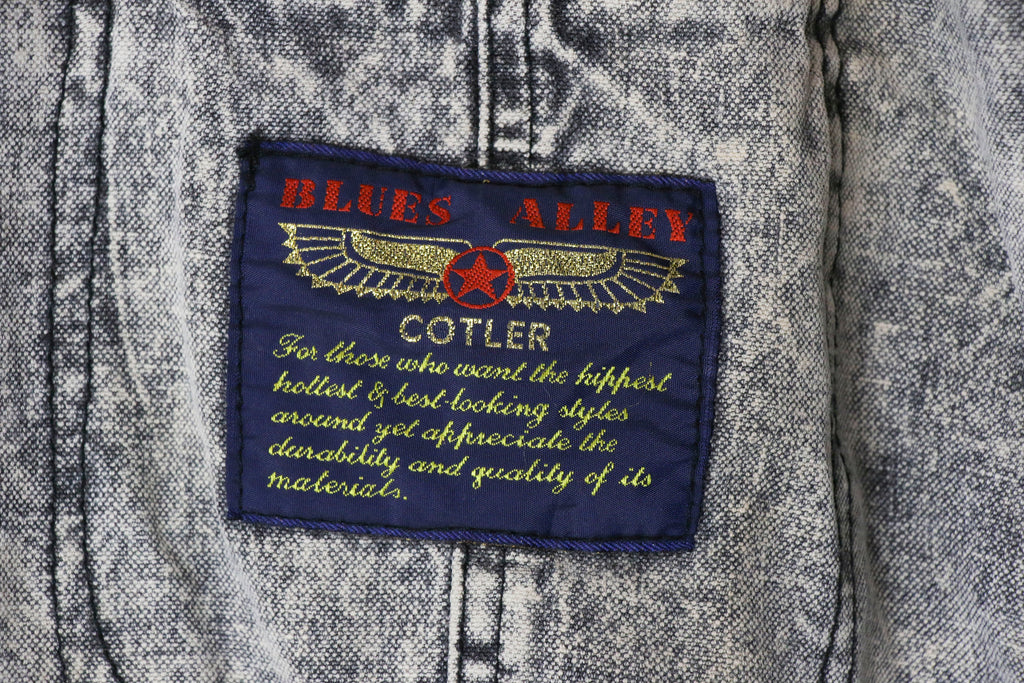 BLUES ALLEY
COTLER
For those who want the hippest
hottest & best-looking styles
around yet appreciate the
durability and quality of its
materials.